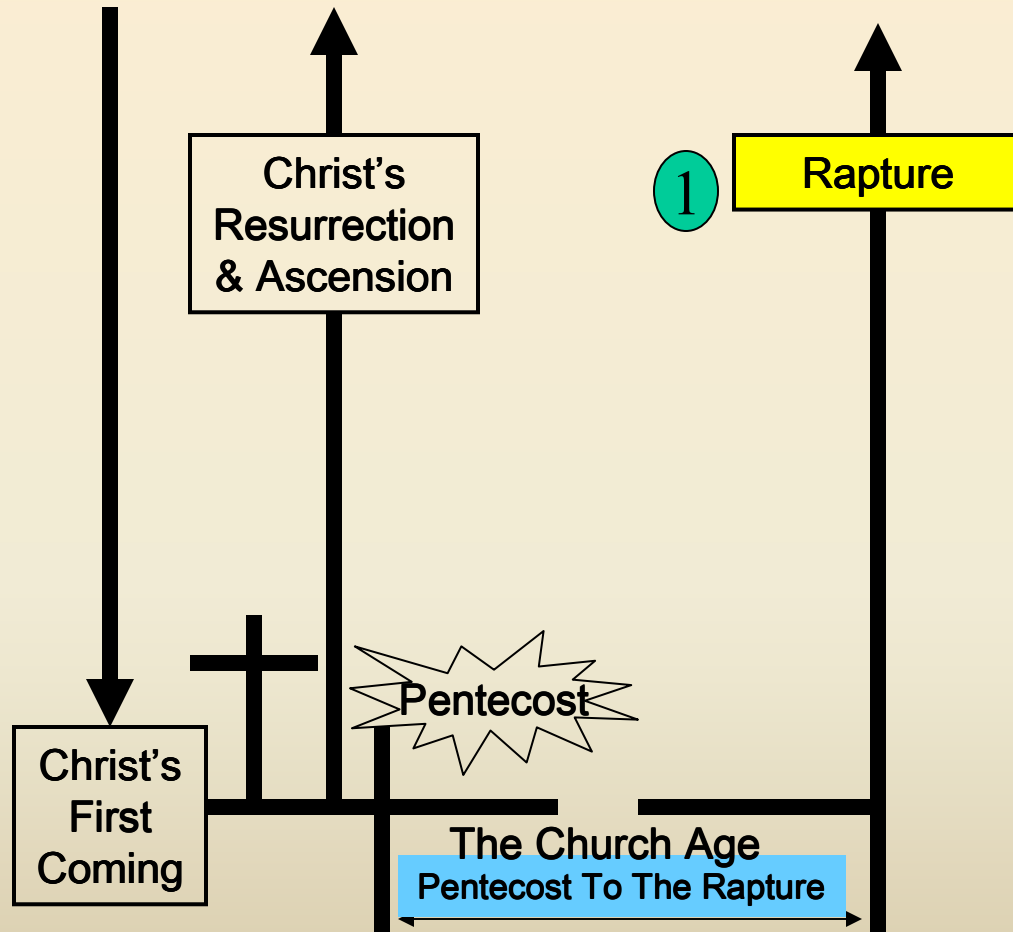 Christ’s
Resurrection
& Ascension
1
Rapture
Pentecost
Christ’s
First
Coming
The Church Age
Pentecost To The Rapture